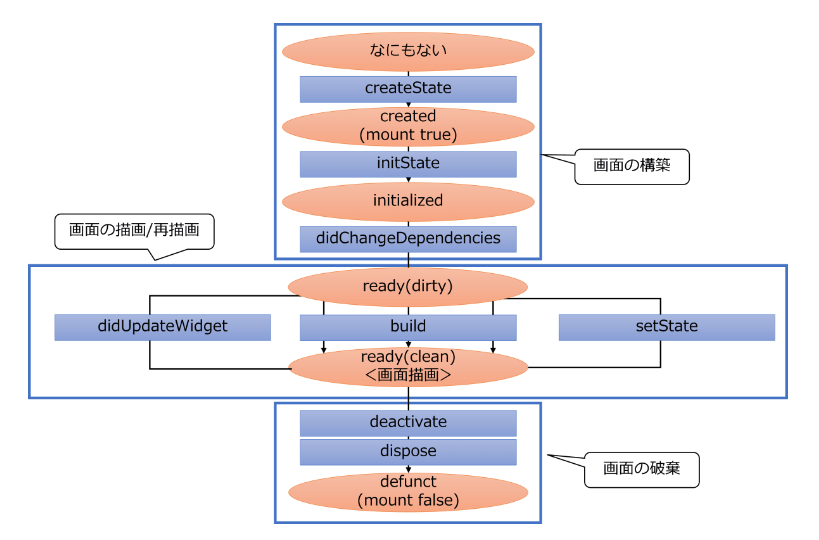 なにもない
createState
created
(mount true)
initState
画面の構築
initialized
画面の描画/再描画
didChangeDependencies
ready(dirty)
didUpdateWidget
build
setState
ready(clean)
＜画面描画＞
deactivate
dispose
画面の破棄
defunct
(mount false)